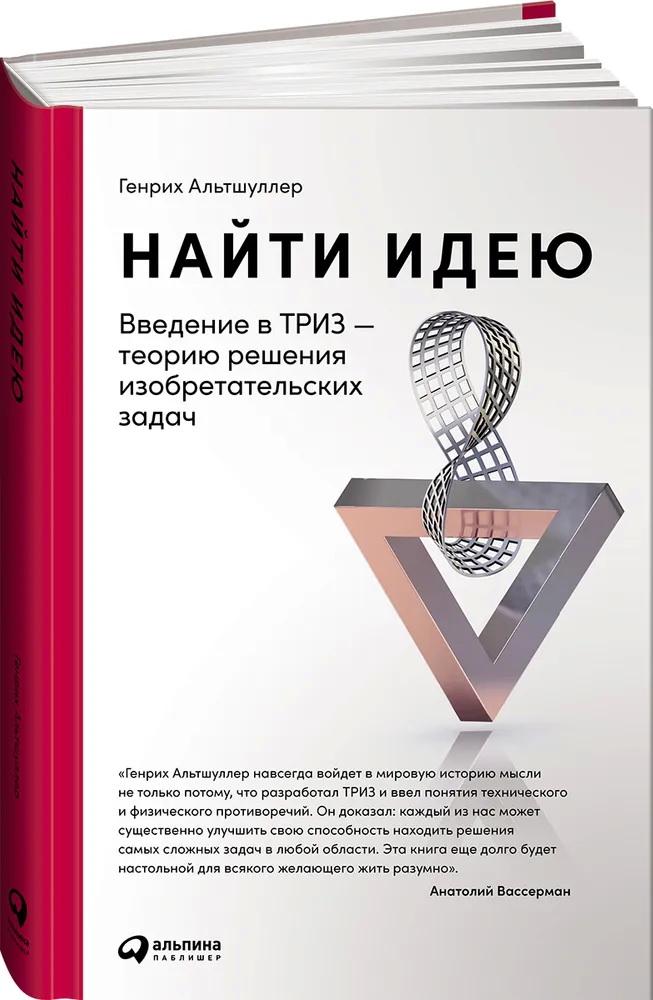 Генрих Альтшуллер
НАЙТИ ИДЕЮ
Введение в ТРИЗ —
теорию решения
изобретательских
задач
«Генрих Альтшуллер навсегда войдет в мировую историю мысли
не только потому, что разработал ТРИЗ и ввел понятия технического
и физического противоречий. Он доказал: каждый из нас может
существенно улучшить свою способность находить решения
самых сложных задач в любой области. Эта книга еще долго будет
настольной для всякого желающего жить разумно».
Анатолий Вассерман
альпина
ПАБЛИШЕР
НАЙТИ ИДЕЮ
Генрих Альтшуллер